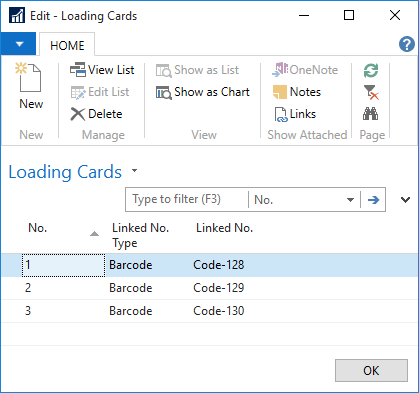 Edit - Loading Cards
HOME
New
View List
Edit List
Delete
Show as List
Show as Chart
OneNote
Notes
Links
New
Manage
View
Show Attached
Page
Loading Cards
Type to filter (F3)
No.
No.
Linked No. Type
Linked No.
1 Barcode Code-128
2 Barcode Code-129
3 Barcode Code-130
OK